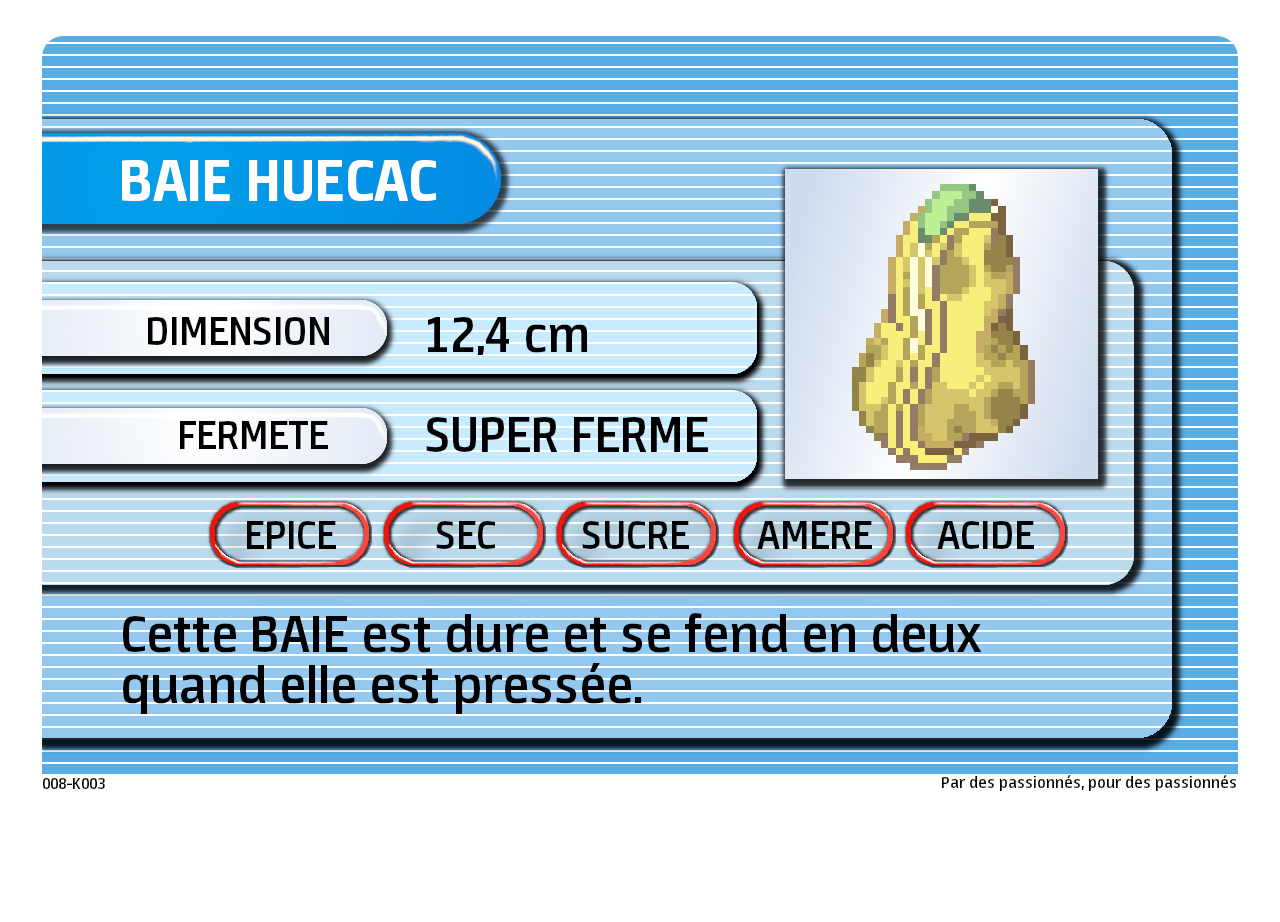 BAIE HUECAC
DIMENSION 12,4 cm
FERMETE SUPER FERME
EPICE SEC SUCRE AMERE ACIDE
Cette BAIE est dure et se fend en deux
quand elle est pressée.
008-K003 Par des passionnés, pour des passionnés